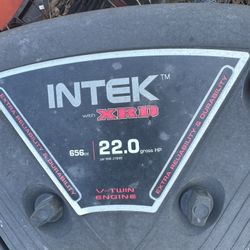 INTEK™
with XRD
656cc 22.0 gross HP
V-TWIN
ENGINE
EXTRA RELIABILITY & DURABILITY
EXTRA RELIABILITY & DURABILITY